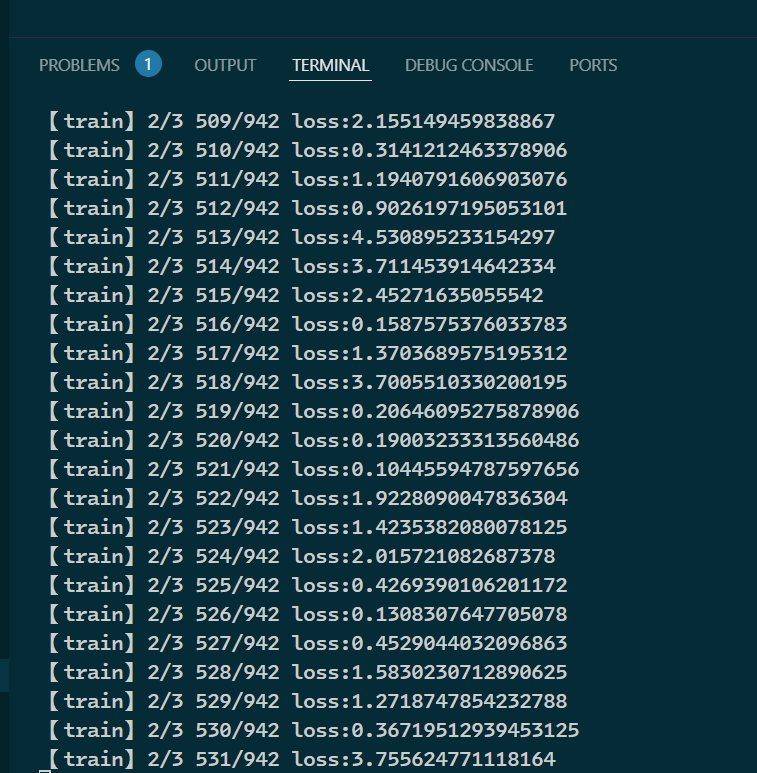 PROBLEMS 1 OUTPUT TERMINAL DEBUG CONSOLE PORTS
【train】2/3 509/942 loss:2.155149459838867
【train】2/3 510/942 loss:0.3141212463378906
【train】2/3 511/942 loss:1.1940791606903076
【train】2/3 512/942 loss:0.9026197195053101
【train】2/3 513/942 loss:4.530895233154297
【train】2/3 514/942 loss:3.711453914642334
【train】2/3 515/942 loss:2.45271635055542
【train】2/3 516/942 loss:0.1587575376033783
【train】2/3 517/942 loss:1.3703689575195312
【train】2/3 518/942 loss:3.7005510330200195
【train】2/3 519/942 loss:0.20646095275878906
【train】2/3 520/942 loss:0.19003233313560486
【train】2/3 521/942 loss:0.10445594787597656
【train】2/3 522/942 loss:1.9228090047836304
【train】2/3 523/942 loss:1.4235382080078125
【train】2/3 524/942 loss:2.015721082687378
【train】2/3 525/942 loss:0.4269390106201172
【train】2/3 526/942 loss:0.1308307647705078
【train】2/3 527/942 loss:0.4529044032096863
【train】2/3 528/942 loss:1.5830230712890625
【train】2/3 529/942 loss:1.2718747854232788
【train】2/3 530/942 loss:0.36719512939453125
【train】2/3 531/942 loss:3.755624771118164